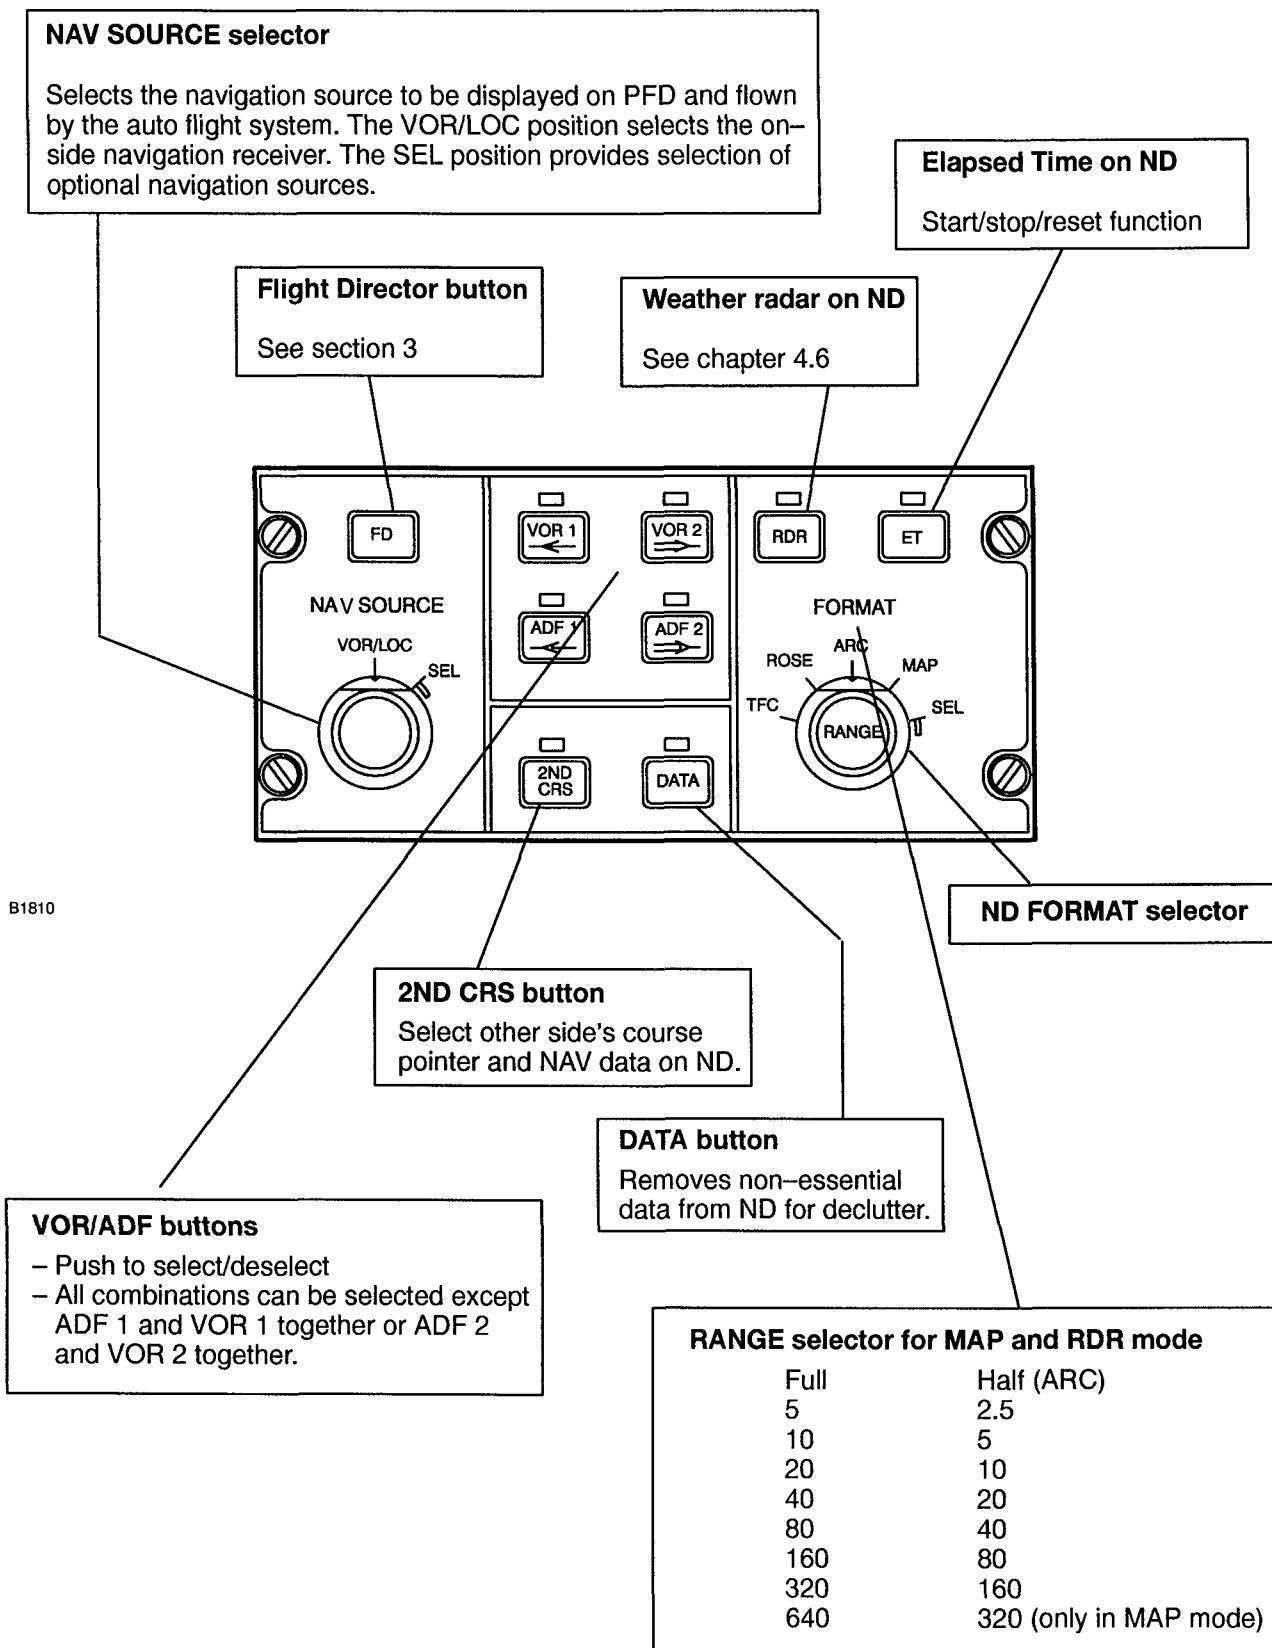 NAV SOURCE selector
Selects the navigation source to be displayed on PFD and flown
by the auto flight system. The VOR/LOC position selects the on–
side navigation receiver. The SEL position provides selection of
optional navigation sources.
Elapsed Time on ND
Start/stop/reset function
Flight Director button
See section 3
Weather radar on ND
See chapter 4.6
FD
VOR 1
VOR 2
RDR
ET
NAV SOURCE
VOR/LOC
SEL
ADF 1
ADF 2
FORMAT
TFC
ROSE
ARC
MAP
SEL
RANGE
2ND
CRS
DATA
B1810
ND FORMAT selector
2ND CRS button
Select other side's course
pointer and NAV data on ND.
DATA button
Removes non–essential
data from ND for declutter.
VOR/ADF buttons
– Push to select/deselect
– All combinations can be selected except
ADF 1 and VOR 1 together or ADF 2
and VOR 2 together.
RANGE selector for MAP and RDR mode
Full Half (ARC)
5 2.5
10 5
20 10
40 20
80 40
160 80
320 160
640 320 (only in MAP mode)